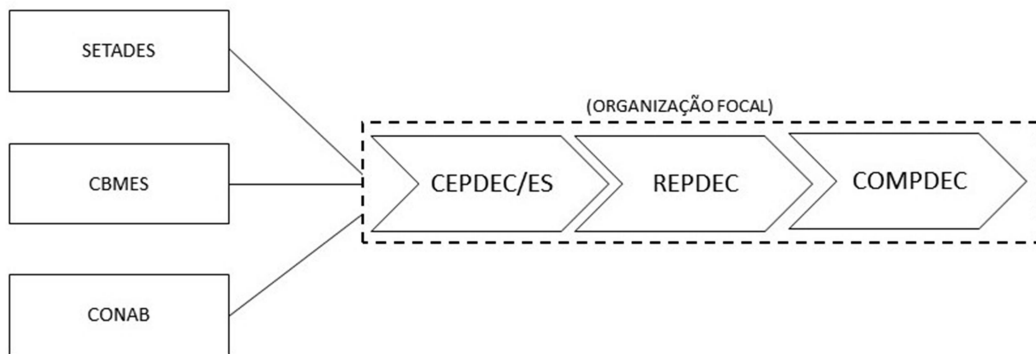 SETADES
CBMES
CONAB
(ORGANIZAÇÃO FOCAL)
CEPDEC/ES
REPDEC
COMPDEC